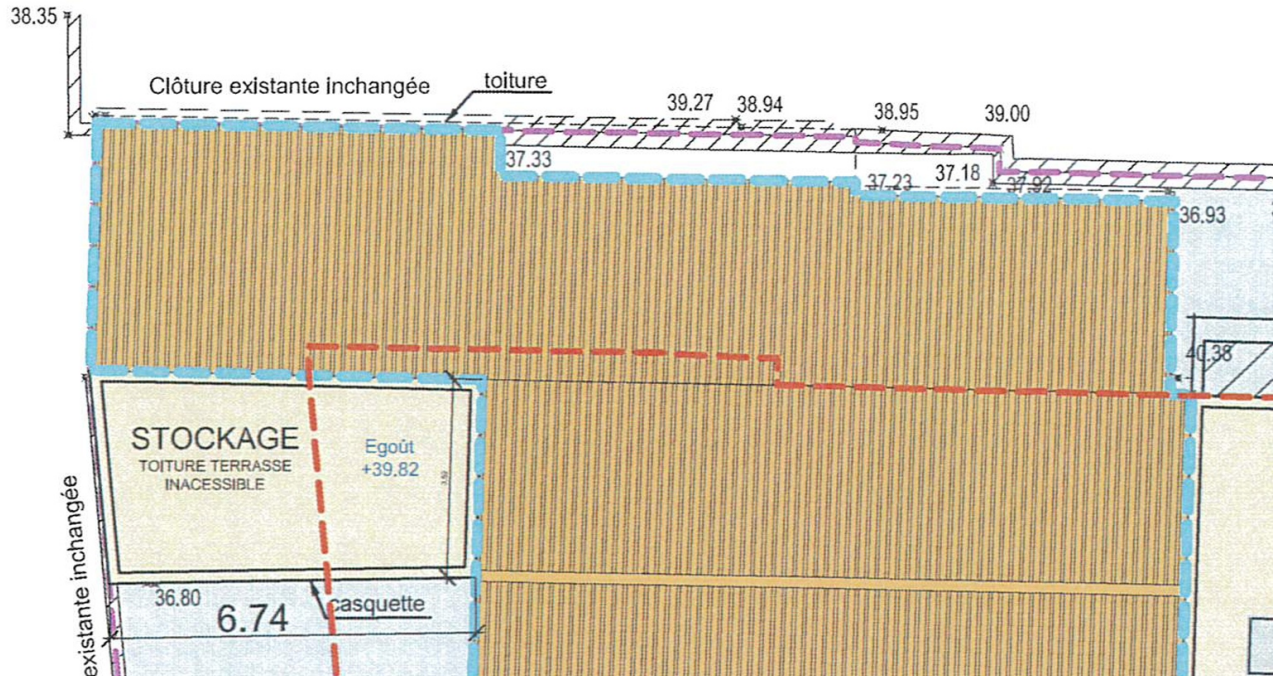 38.35
Clôture existante inchangée
toiture
39.27
38.94
38.95
39.00
37.33
37.23
37.18
37.92
36.93
40.38
STOCKAGE
TOITURE TERRASSE
INACESSIBLE
Egoût
+39.82
existante inchangée
36.80
6.74
casquette